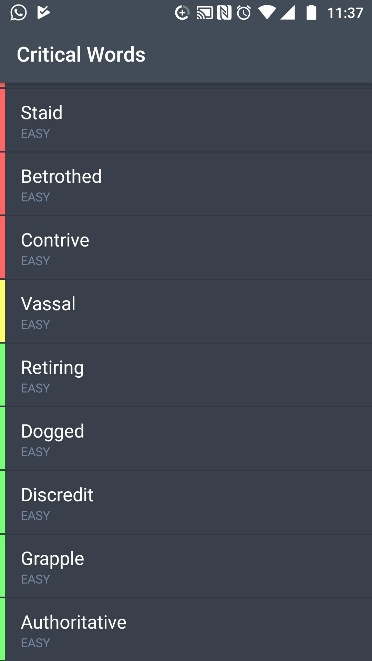 11:37
Critical Words
Staid
EASY
Betrothed
EASY
Contrive
EASY
Vassal
EASY
Retiring
EASY
Dogged
EASY
Discredit
EASY
Grapple
EASY
Authoritative
EASY